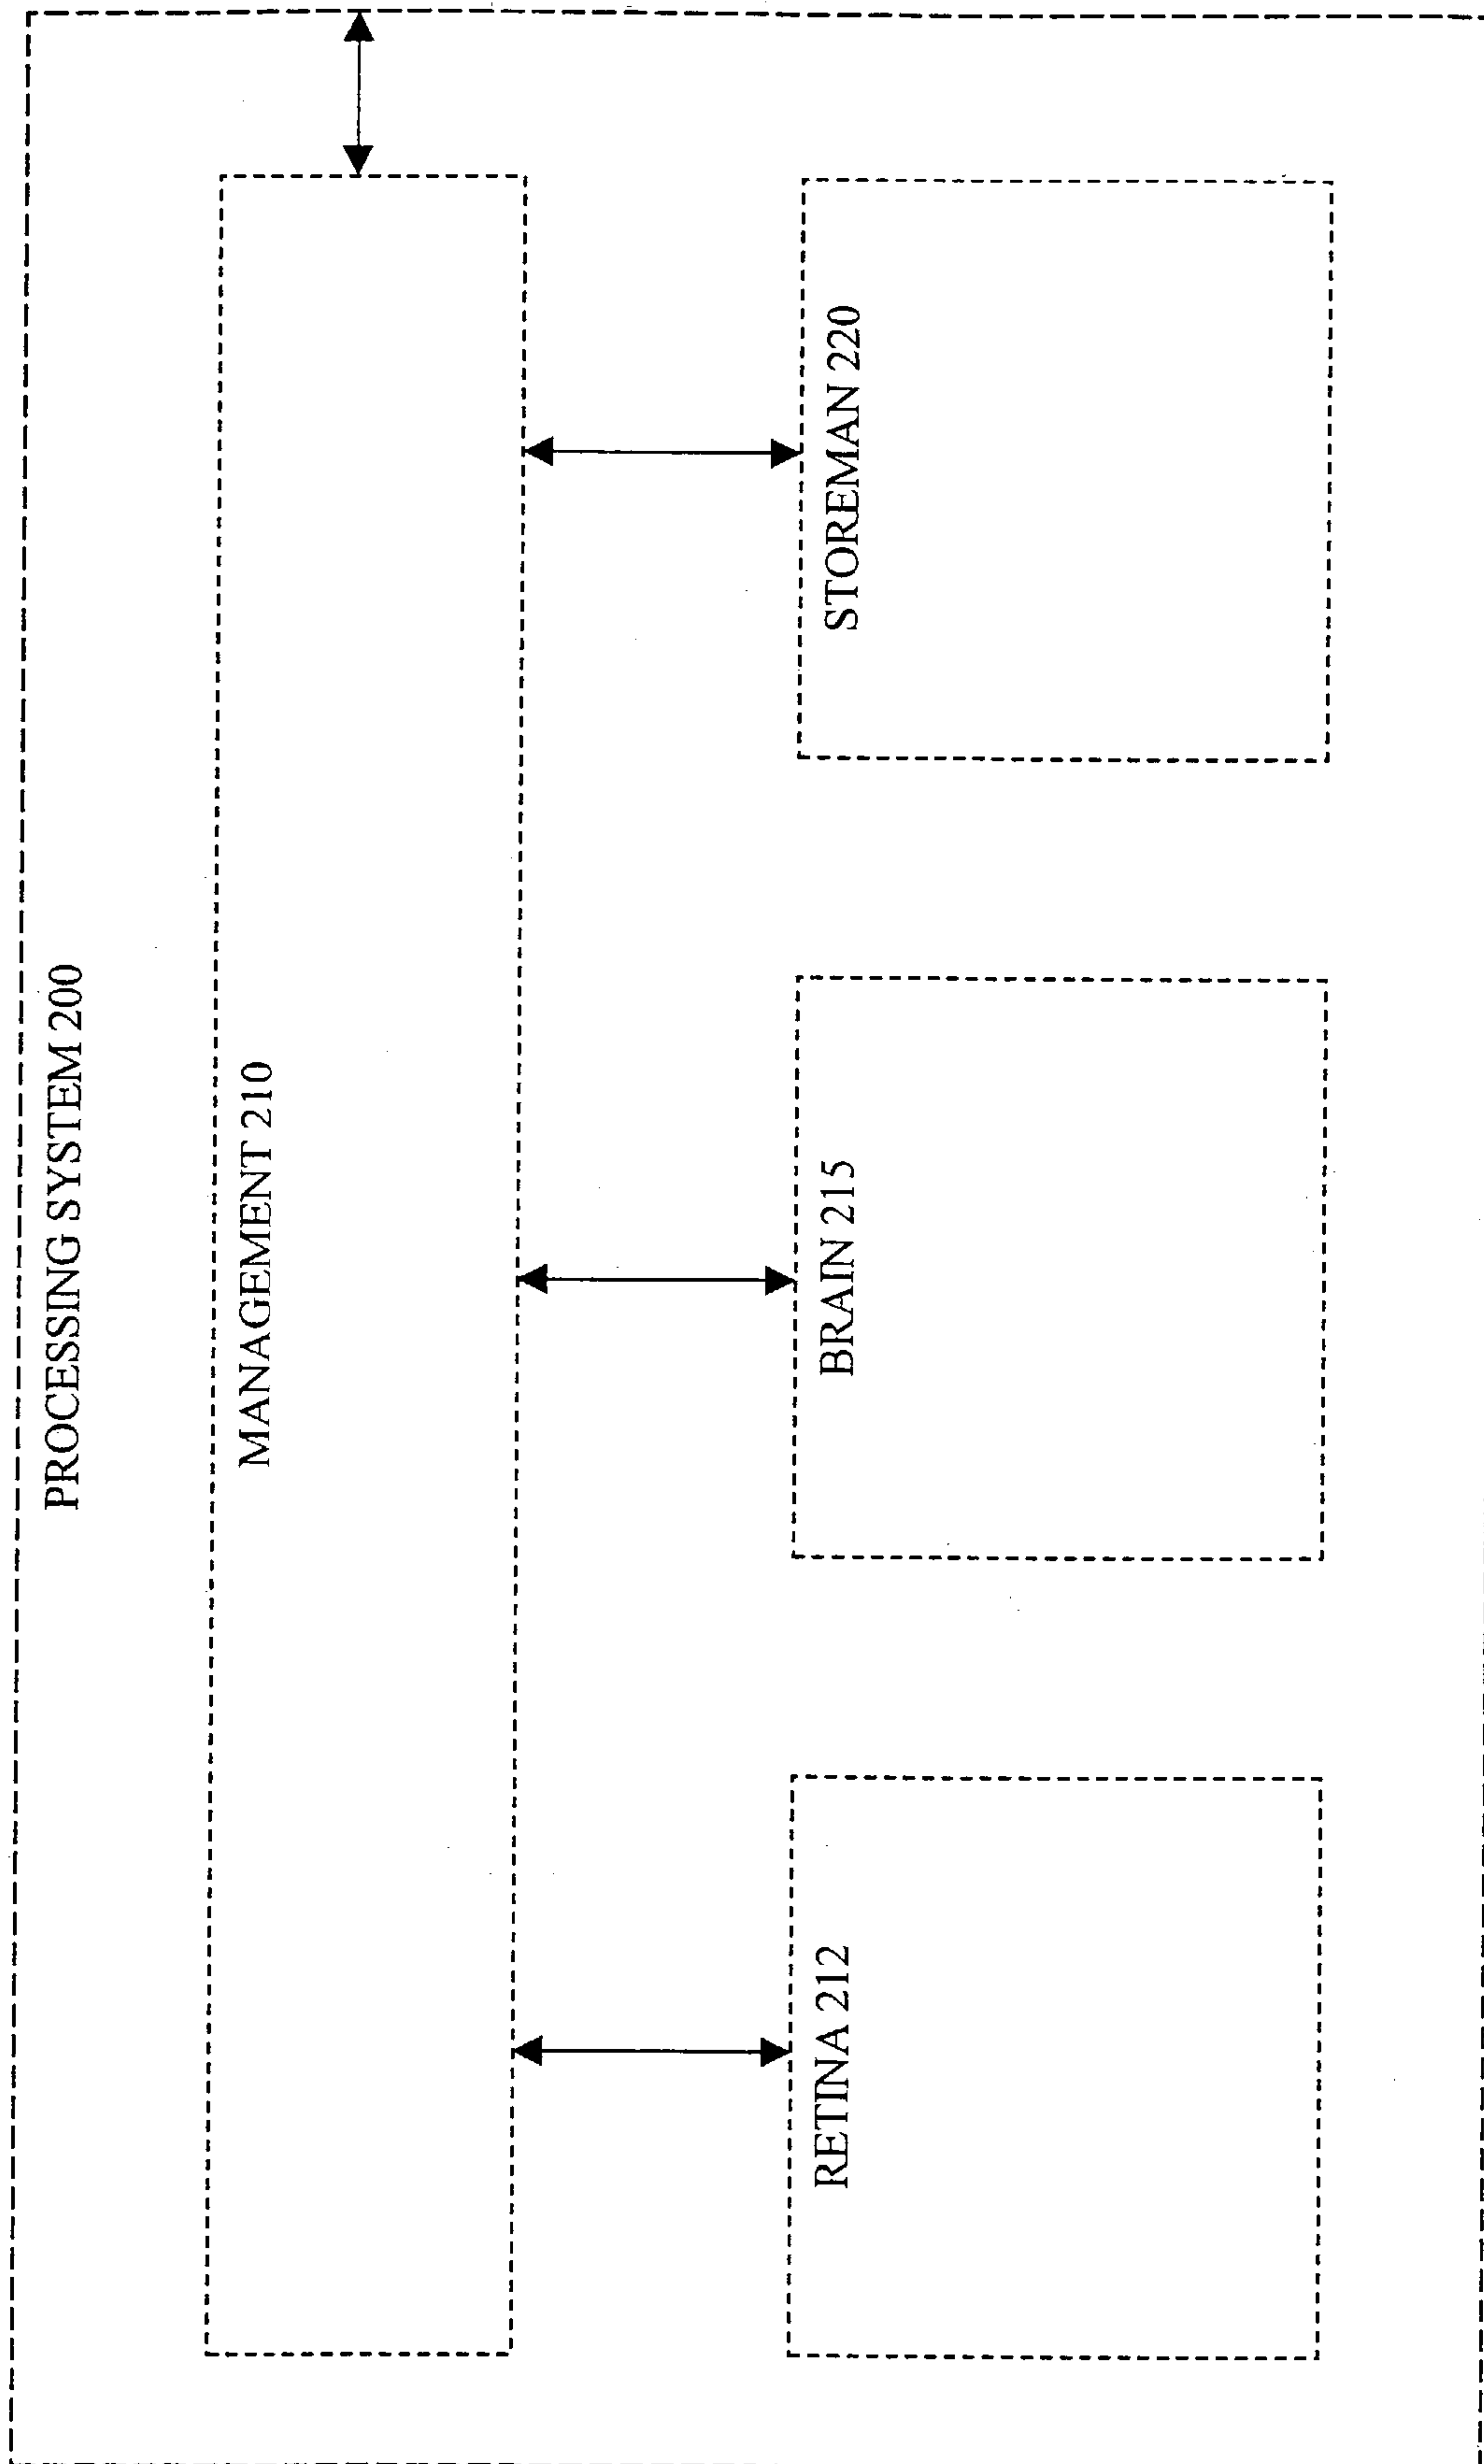 PROCESSING SYSTEM 200
MANAGEMENT 210
RETINA 212
BRAIN 215
STOREMAN 220